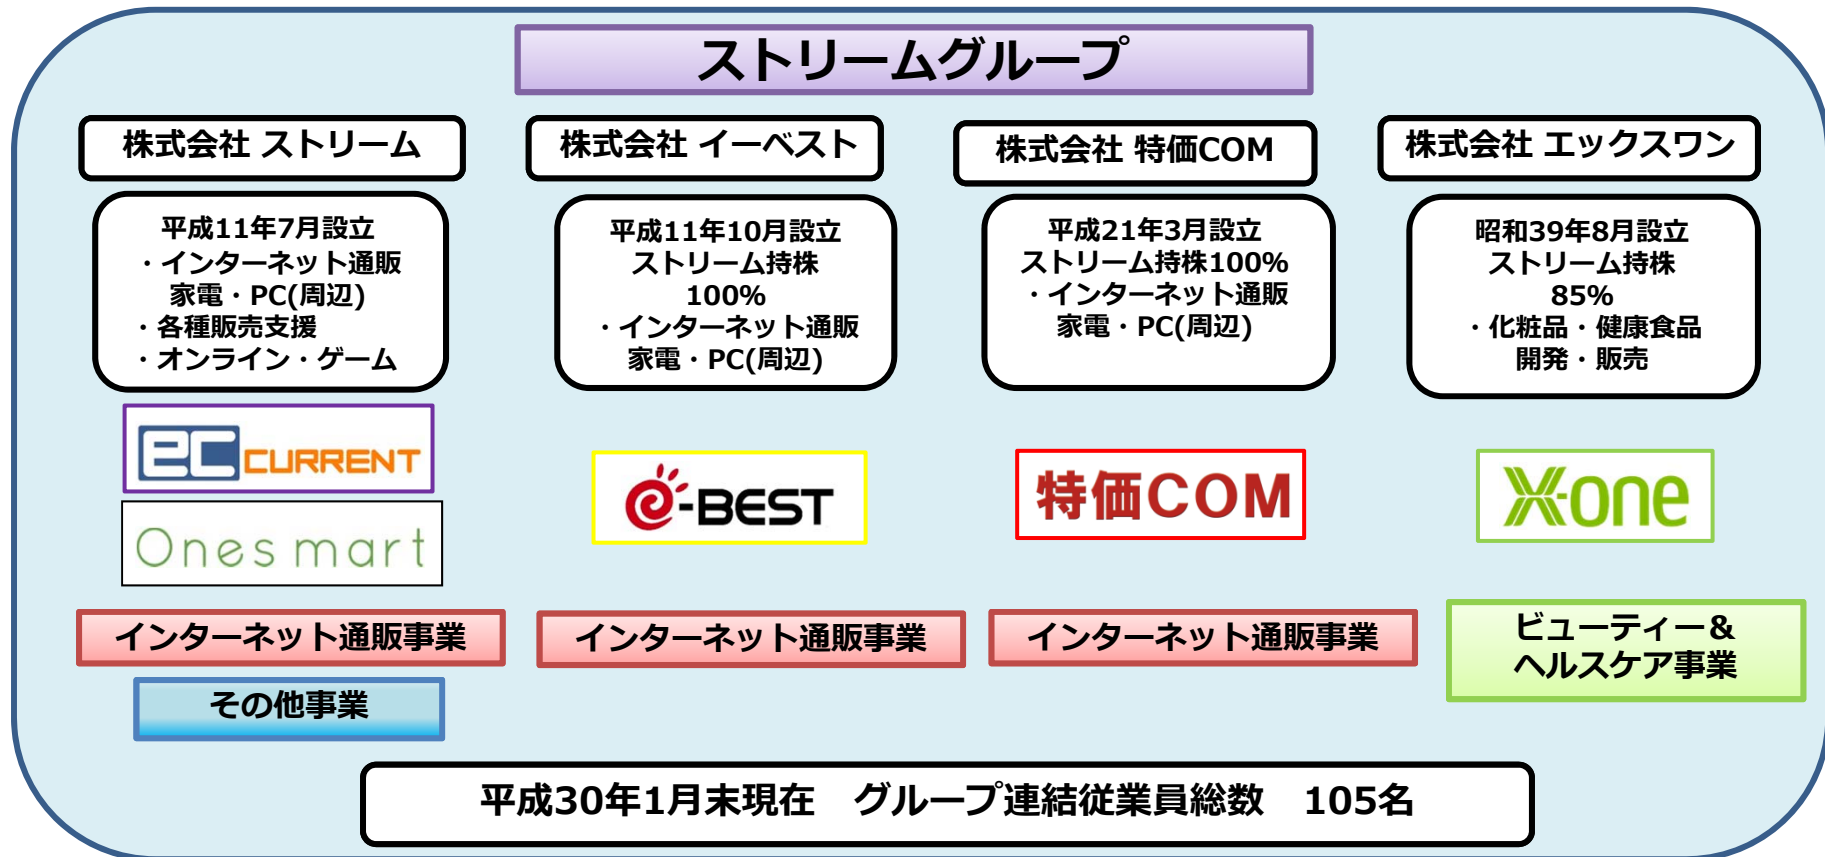 ストリームグループ
株式会社 ストリーム
平成11年7月設立
・インターネット通販
家電・PC(周辺)
・各種販売支援
・オンライン・ゲーム
ec CURRENT
Ones mart
インターネット通販事業
その他事業
株式会社 イーベスト
平成11年10月設立
ストリーム持株
100%
・インターネット通販
家電・PC(周辺)
e-BEST
インターネット通販事業
株式会社 特価COM
平成21年3月設立
ストリーム持株100%
・インターネット通販
家電・PC(周辺)
特価COM
インターネット通販事業
株式会社 エックスワン
昭和39年8月設立
ストリーム持株
85%
・化粧品・健康食品
開発・販売
X-one
ビューティー＆
ヘルスケア事業
平成30年1月末現在　グループ連結従業員総数　105名